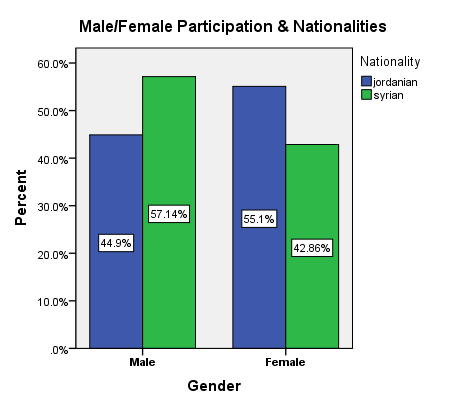 Male/Female Participation & Nationalities
Nationality
jordanian
syrian
60.0%
50.0%
40.0%
30.0%
20.0%
10.0%
.0%
Percent
44.9%
57.14%
55.1%
42.86%
Male
Female
Gender